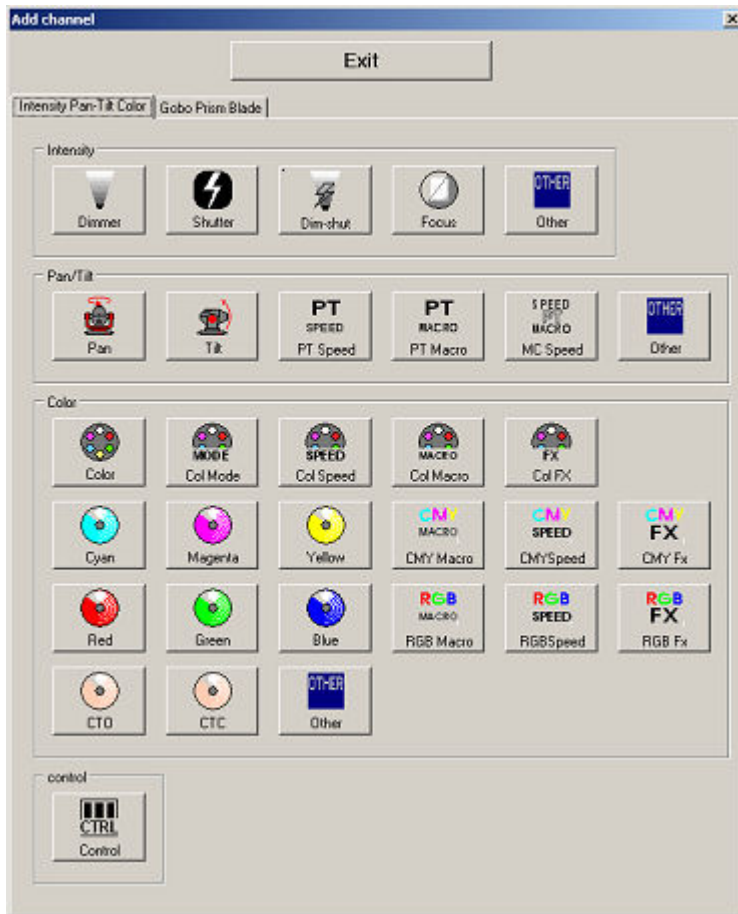 Add channel
Exit
Intensity Pan-Tilt Color Gobo Prism Blade
Intensity
OTHER
Dimmer Shutter Dim-shut Focus Other
Pan/Tilt
PT PT SPEED OTHER
SPEED MACRO PT
MACRO
Pan Tilt PT Speed PT Macro MC Speed Other
Color
MODE SPEED MACRO FX
Color Col Mode Col Speed Col Macro Col FX
CMY CMY CMY
MACRO SPEED FX
Cyan Magenta Yellow CMY Macro CMYSpeed CMY Fx
RGB RGB RGB
MACRO SPEED FX
Red Green Blue RGB Macro RGBSpeed RGB Fx
OTHER
CTO CTC Other
control
CTRL
Control